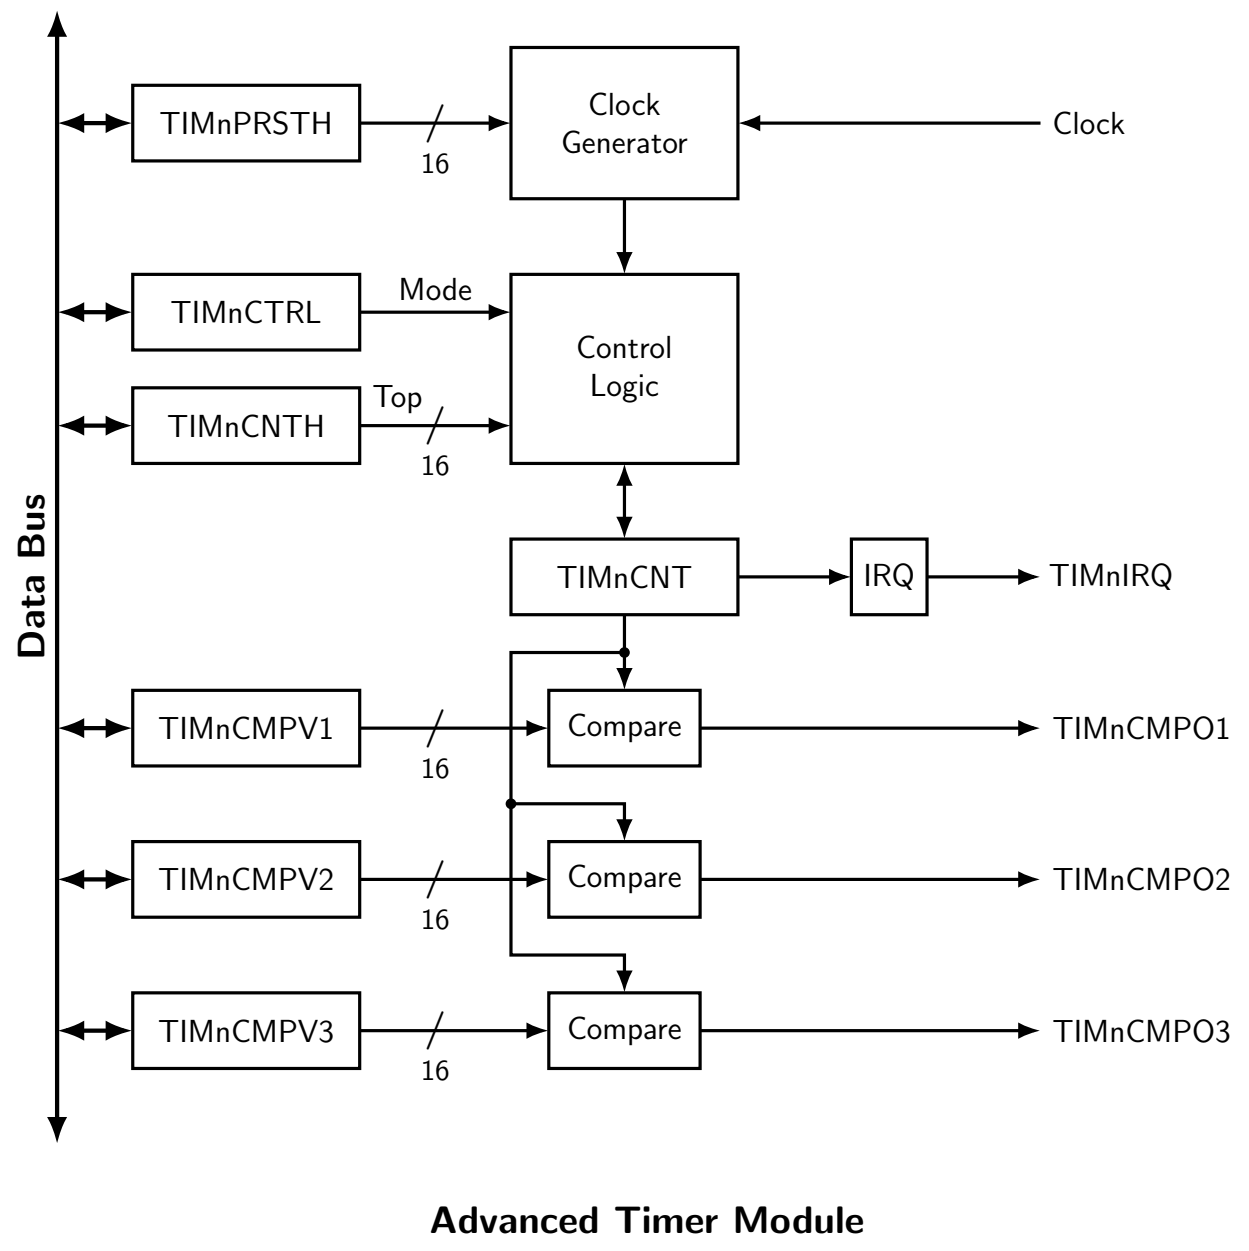 TIMnPRSTH
16
Clock
Generator
Clock
TIMnCTRL
Mode
Control
Logic
TIMnCNTH
Top
16
Data Bus
TIMnCNT
IRQ
TIMnIRQ
TIMnCMPV1
16
Compare
TIMnCMPO1
TIMnCMPV2
16
Compare
TIMnCMPO2
TIMnCMPV3
16
Compare
TIMnCMPO3
Advanced Timer Module